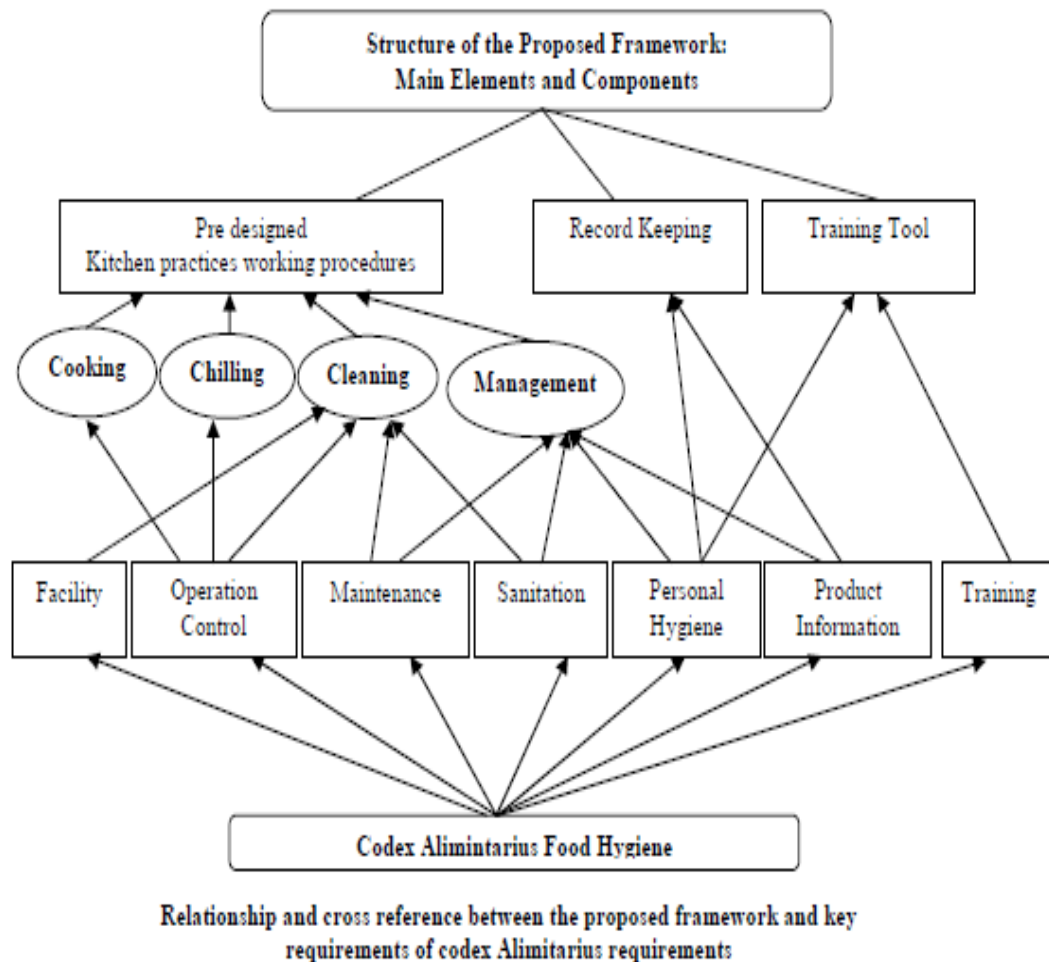 Structure of the Proposed Framework:
Main Elements and Components
Pre designed
Kitchen practices working procedures
Record Keeping
Training Tool
Cooking
Chilling
Cleaning
Management
Facility
Operation
Control
Maintenance
Sanitation
Personal
Hygiene
Product
Information
Training
Codex Alimintarius Food Hygiene
Relationship and cross reference between the proposed framework and key
requirements of codex Alimitarius requirements